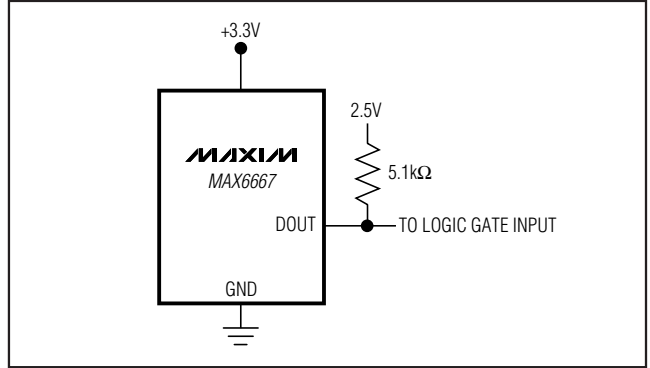 +3.3V
2.5V
MAXIM
MAX6667
5.1kΩ
DOUT
TO LOGIC GATE INPUT
GND